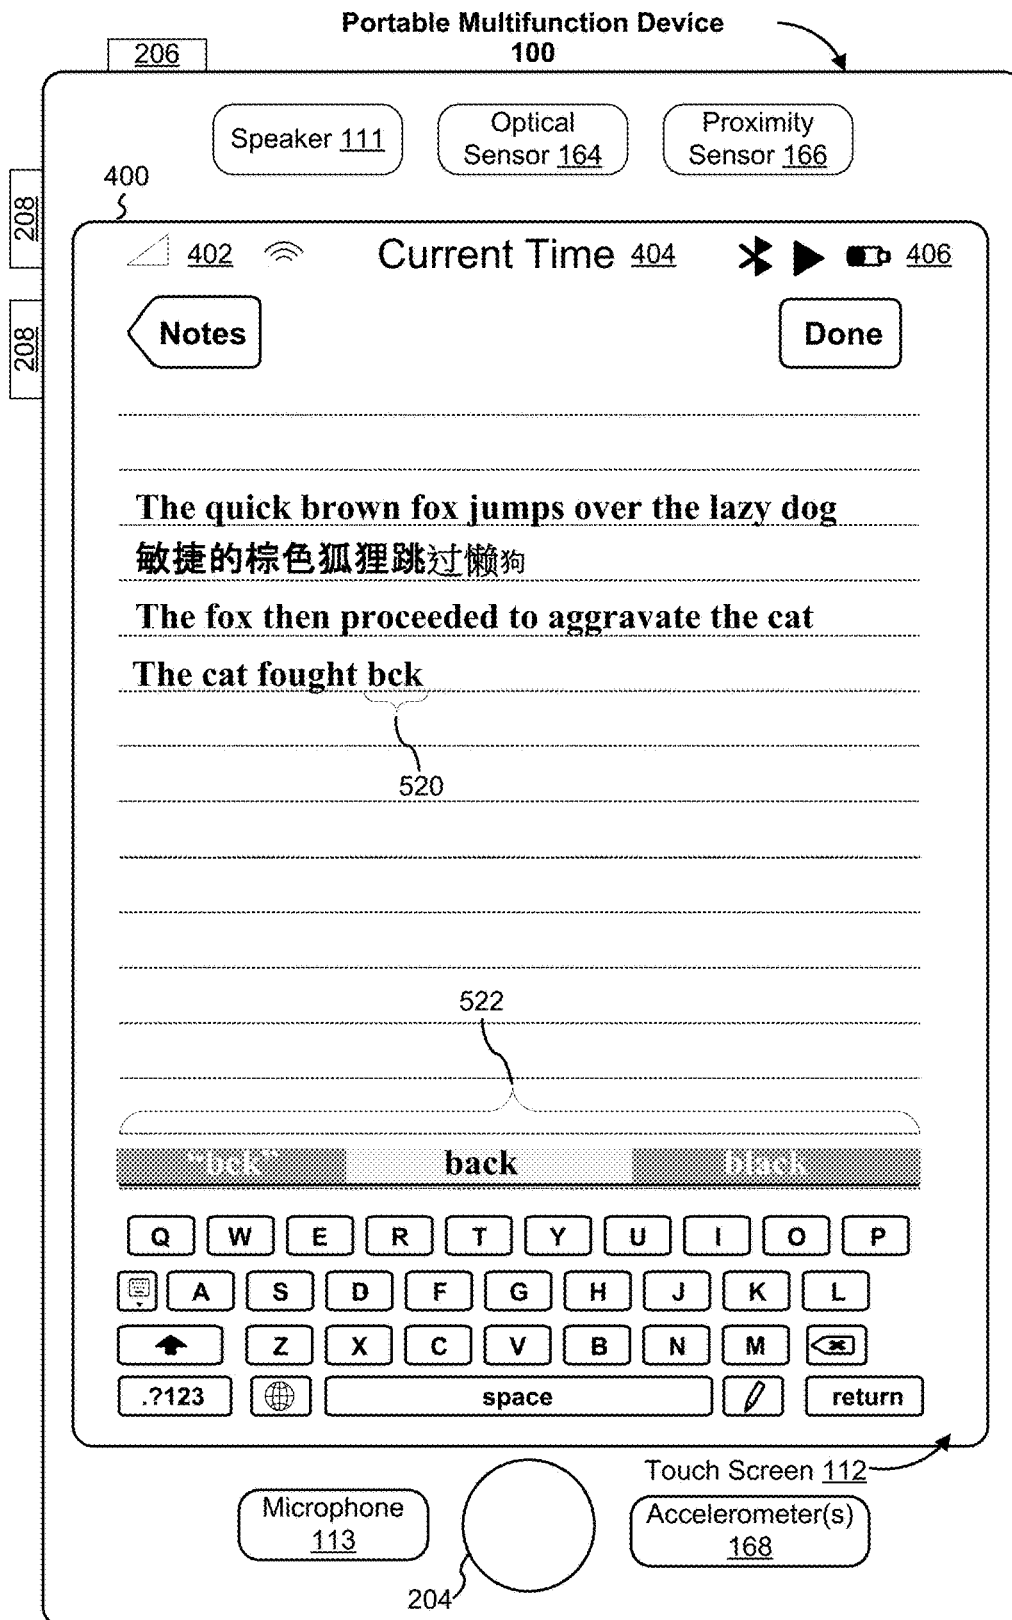 Portable Multifunction Device
100
206
Speaker 111
Optical
Sensor 164
Proximity
Sensor 166
208
400
402 Current Time 404 406
208
Notes Done
The quick brown fox jumps over the lazy dog
敏捷的棕色狐狸跳过懒狗
The fox then proceeded to aggravate the cat
The cat fought bck
520
522
"bck" back black
Q W E R T Y U I O P
A S D F G H J K L
Z X C V B N M
.?123 space return
Touch Screen 112
Microphone
113
Accelerometer(s)
168
204